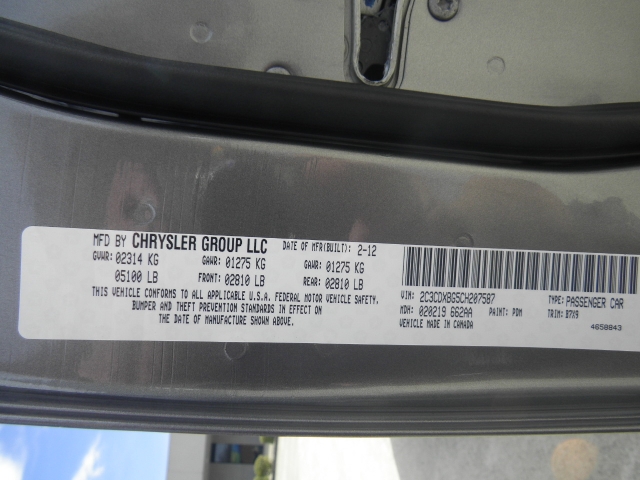 MFD BY CHRYSLER GROUP LLC DATE OF MFR(BUILT): 2-12
GVWR: 02314 KG GAWR: 01275 KG GAWR: 01275 KG
05100 LB FRONT: 02810 LB REAR: 02810 LB
THIS VEHICLE CONFORMS TO ALL APPLICABLE U.S.A. FEDERAL MOTOR VEHICLE SAFETY,
BUMPER AND THEFT PREVENTION STANDARDS IN EFFECT ON
THE DATE OF MANUFACTURE SHOWN ABOVE.
VIN: 2C3CDXBG5CH207587 TYPE: PASSENGER CAR
MDH: 020219 662AA PAINT: PDM TRIM: B7X9
VEHICLE MADE IN CANADA 4658843